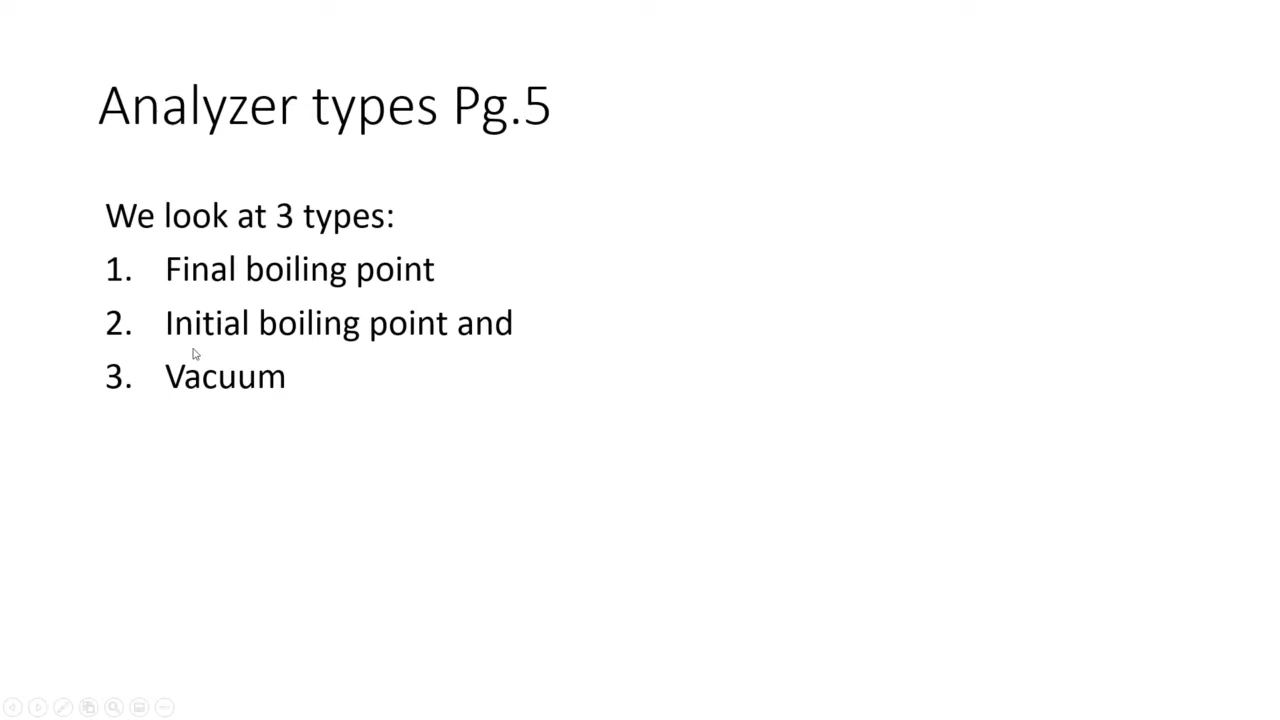 Analyzer types Pg.5
We look at 3 types:
1. Final boiling point
2. Initial boiling point and
3. Vacuum